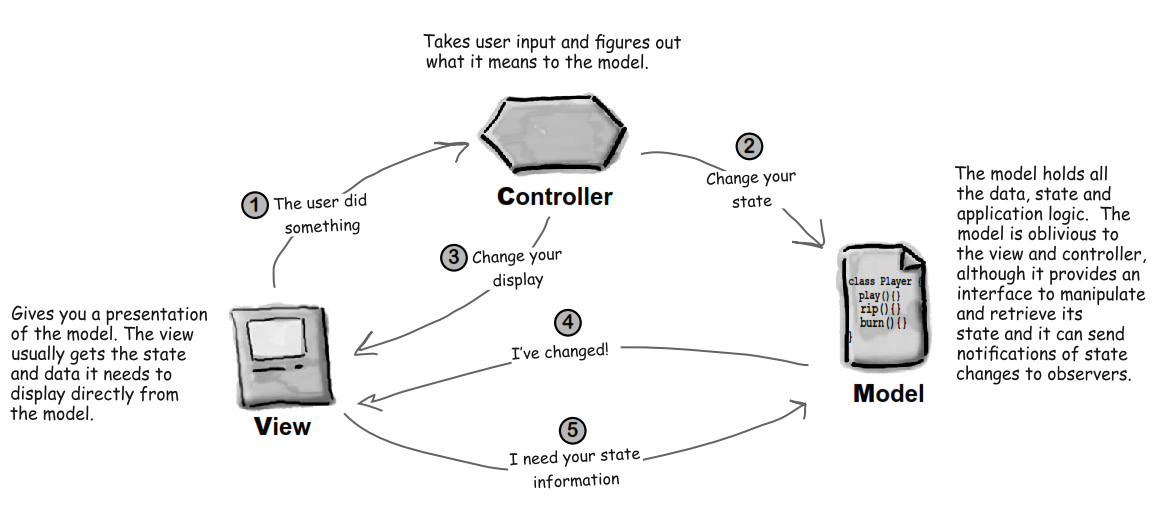 Takes user input and figures out
what it means to the model.
Controller
1
The user did
something
2
Change your
state
3
Change your
display
The model holds all
the data, state and
application logic. The
model is oblivious to
the view and controller,
although it provides an
interface to manipulate
and retrieve its
state and it can send
notifications of state
changes to observers.
class Player {
play(){}
rip(){}
burn(){}
}
Model
Gives you a presentation
of the model. The view
usually gets the state
and data it needs to
display directly from
the model.
View
4
I've changed!
5
I need your state
information